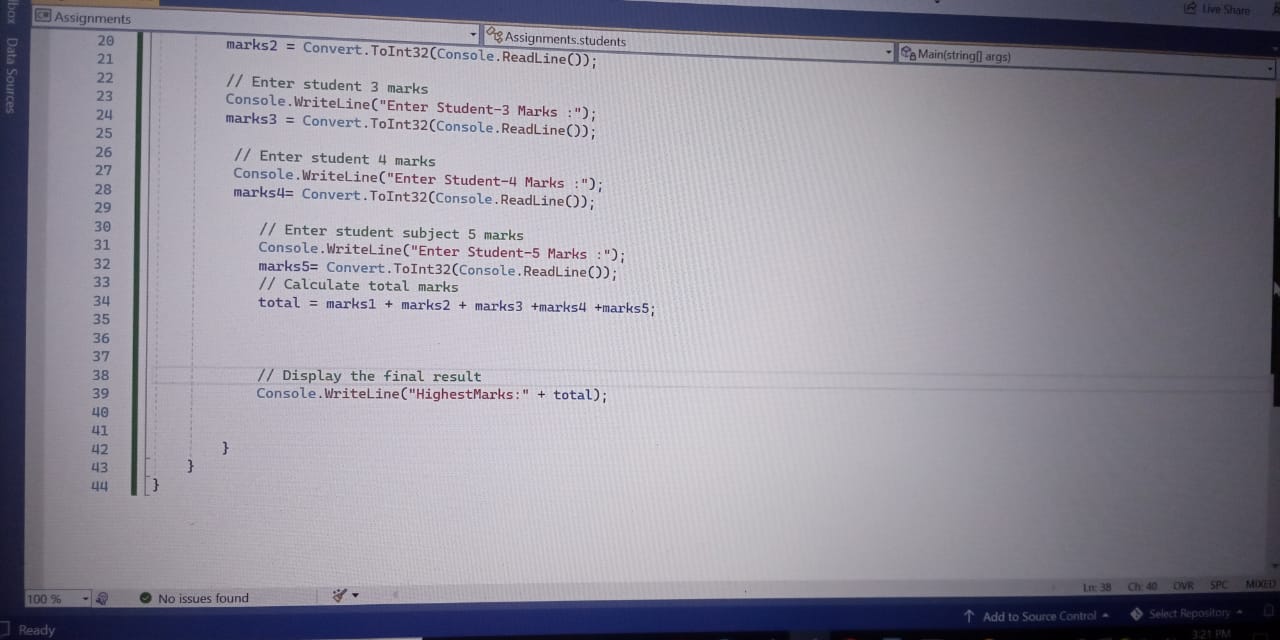 Live Share
Assignments
Assignments.students
Main(string[] args)
Data Sources
20 marks2 = Convert.ToInt32(Console.ReadLine());
21
22 // Enter student 3 marks
23 Console.WriteLine("Enter Student-3 Marks :");
24 marks3 = Convert.ToInt32(Console.ReadLine());
25
26 // Enter student 4 marks
27 Console.WriteLine("Enter Student-4 Marks :");
28 marks4= Convert.ToInt32(Console.ReadLine());
29
30 // Enter student subject 5 marks
31 Console.WriteLine("Enter Student-5 Marks :");
32 marks5= Convert.ToInt32(Console.ReadLine());
33 // Calculate total marks
34 total = marks1 + marks2 + marks3 +marks4 +marks5;
35
36
37
38 // Display the final result
39 Console.WriteLine("HighestMarks:" + total);
40
41
42 }
43 }
44 }
100 % No issues found Ln: 38 Ch: 40 OVR SPC MIXED
Ready Add to Source Control Select Repository
3:21 PM